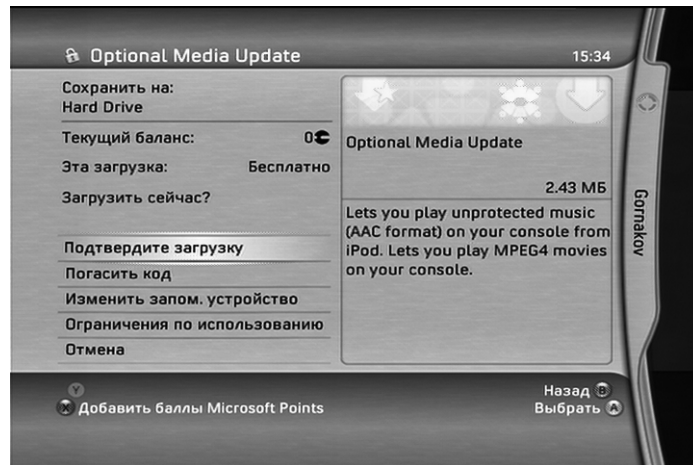 Optional Media Update
15:34
Сохранить на:
Hard Drive
Текущий баланс: 0
Эта загрузка: Бесплатно
Загрузить сейчас?
Подтвердите загрузку
Погасить код
Изменить запом. устройство
Ограничения по использованию
Отмена
Optional Media Update
2.43 МБ
Lets you play unprotected music
(AAC format) on your console from
iPod. Lets you play MPEG4 movies
on your console.
Gornakov
Y
X Добавить баллы Microsoft Points
Назад B
Выбрать A